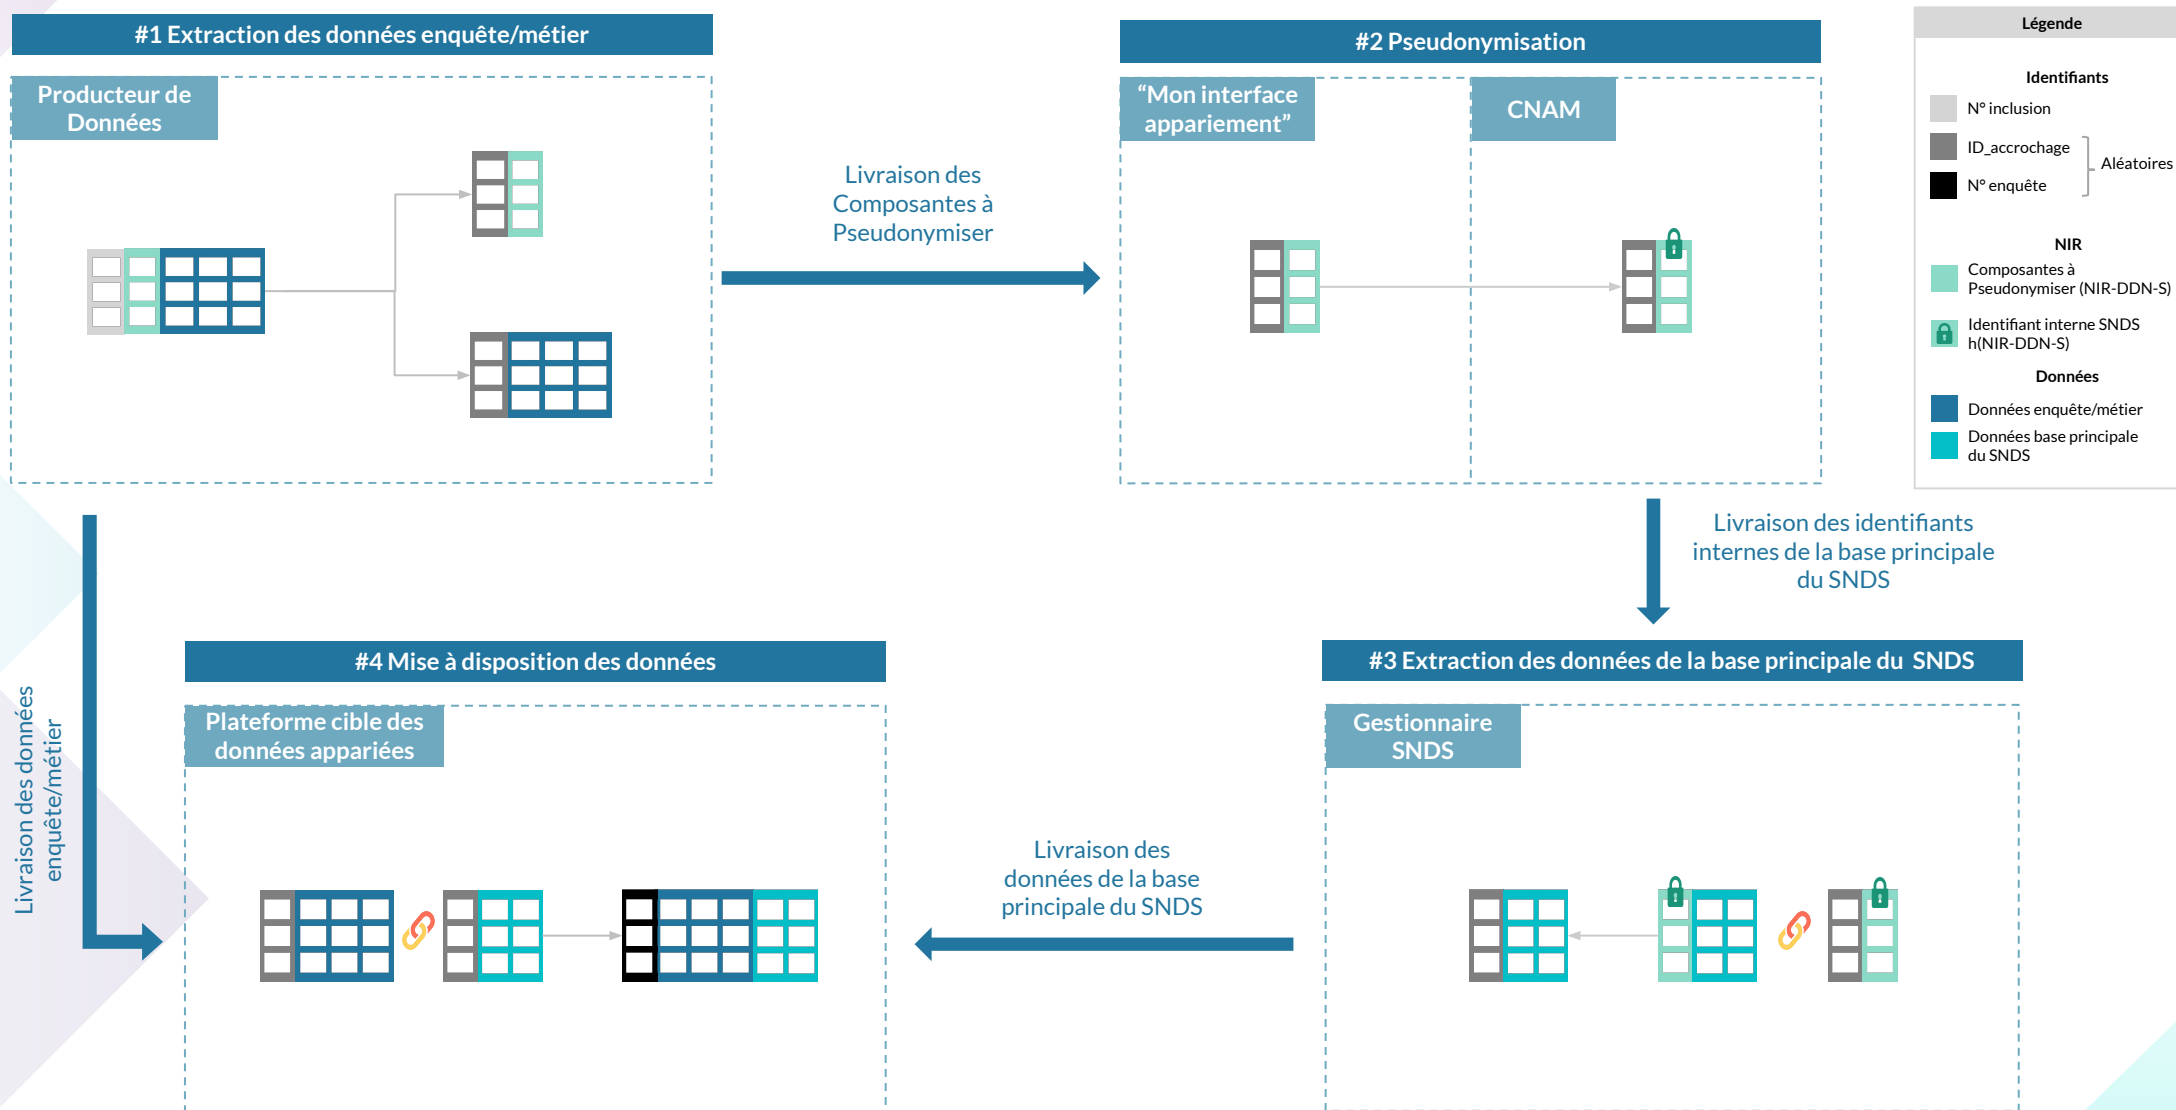 #1 Extraction des données enquête/métier
Producteur de
Données
Livraison des
Composantes à
Pseudonymiser
#2 Pseudonymisation
“Mon interface
appariement”
CNAM
Légende
Identifiants
N° inclusion
ID_accrochage
N° enquête
Aléatoires
NIR
Composantes à
Pseudonymiser (NIR-DDN-S)
Identifiant interne SNDS
h(NIR-DDN-S)
Données
Données enquête/métier
Données base principale
du SNDS
Livraison des identifiants
internes de la base principale
du SNDS
#3 Extraction des données de la base principale du SNDS
Gestionnaire
SNDS
Livraison des
données de la base
principale du SNDS
#4 Mise à disposition des données
Plateforme cible des
données appariées
Livraison des données
enquête/métier